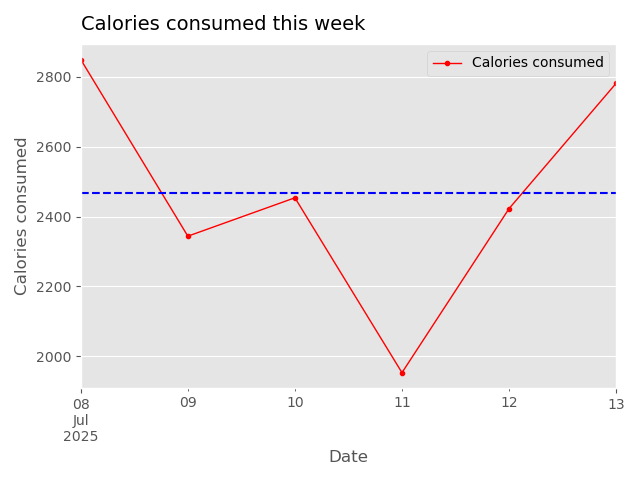 Calories consumed this week
Calories consumed
2800
2600
2400
2200
2000
Calories consumed
08 09 10 11 12 13
Jul
2025
Date